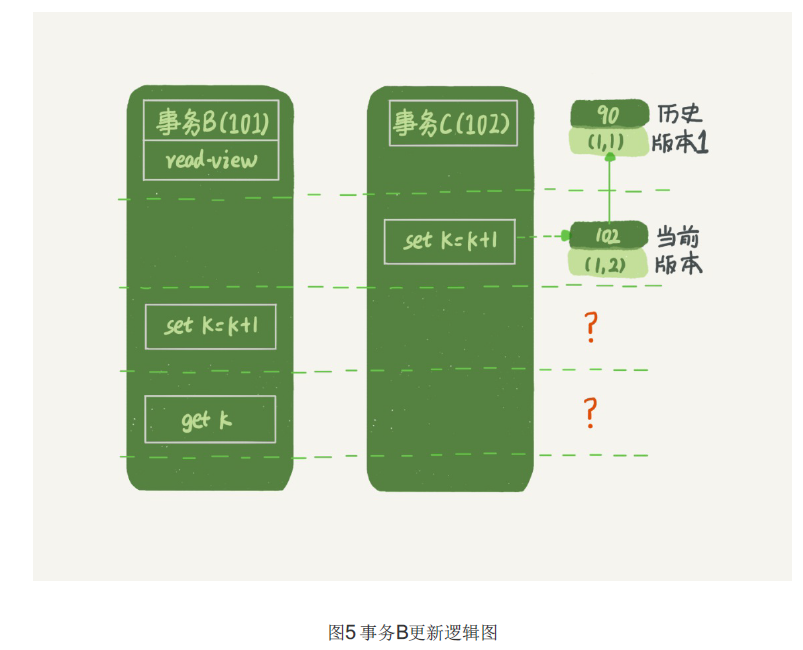 事务B(101)
read-view
事务C(102)
90
历史
(1,1)
版本1
set k=k+1
102
当前
(1,2)
版本
set k=k+1
?
get k
?
图5 事务B更新逻辑图